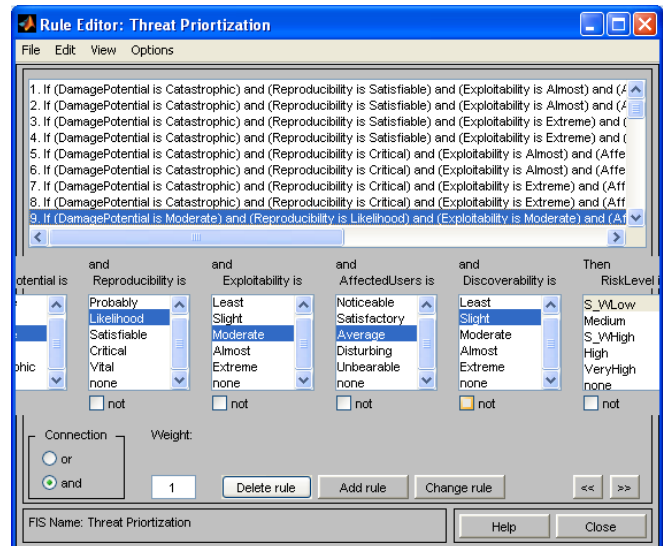 Rule Editor: Threat Priortization
File Edit View Options
1. If (DamagePotential is Catastrophic) and (Reproducibility is Satisfiable) and (Exploitability is Almost) and (A
2. If (DamagePotential is Catastrophic) and (Reproducibility is Satisfiable) and (Exploitability is Almost) and (A
3. If (DamagePotential is Catastrophic) and (Reproducibility is Satisfiable) and (Exploitability is Extreme) and (
4. If (DamagePotential is Catastrophic) and (Reproducibility is Satisfiable) and (Exploitability is Extreme) and (
5. If (DamagePotential is Catastrophic) and (Reproducibility is Critical) and (Exploitability is Almost) and (Affe
6. If (DamagePotential is Catastrophic) and (Reproducibility is Critical) and (Exploitability is Almost) and (Affe
7. If (DamagePotential is Catastrophic) and (Reproducibility is Critical) and (Exploitability is Extreme) and (Aff
8. If (DamagePotential is Catastrophic) and (Reproducibility is Critical) and (Exploitability is Extreme) and (Aff
9. If (DamagePotential is Moderate) and (Reproducibility is Likelihood) and (Exploitability is Moderate) and (Af
and and and and Then
otential is Reproducibility is Exploitability is AffectedUsers is Discoverability is RiskLevel i
Probably Least Noticeable Least S_WLow
Likelihood Slight Satisfactory Slight Medium
Satisfiable Moderate Average Moderate S_WHigh
Critical Almost Disturbing Almost High
phic Vital Extreme Unbearable Extreme VeryHigh
none none none none none
not not not not not
Connection Weight:
or
and 1 Delete rule Add rule Change rule << >>
FIS Name: Threat Priortization Help Close